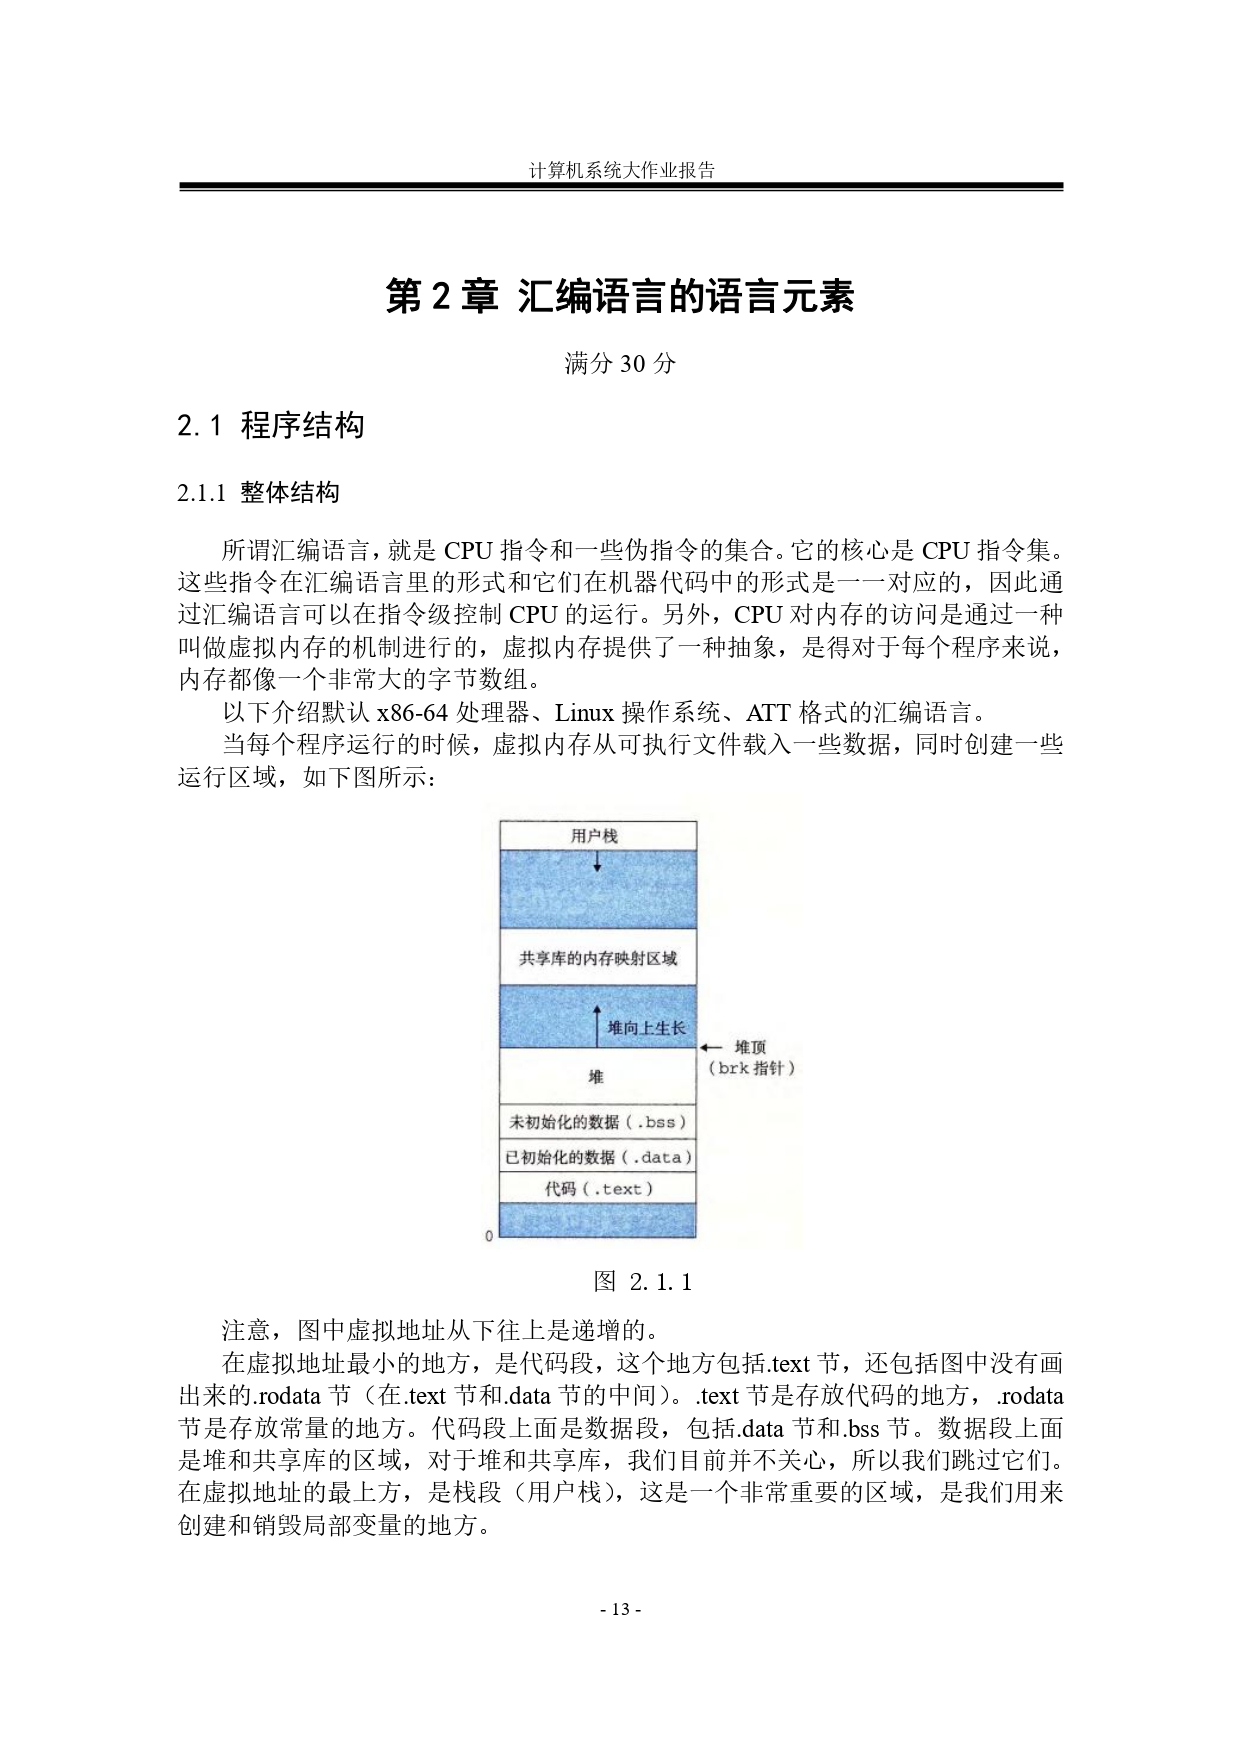 计算机系统大作业报告
第 2 章 汇编语言的语言元素
满分 30 分
2.1 程序结构
2.1.1 整体结构
所谓汇编语言，就是 CPU 指令和一些伪指令的集合。它的核心是 CPU 指令集。
这些指令在汇编语言里的形式和它们在机器代码中的形式是一一对应的，因此通
过汇编语言可以在指令级控制 CPU 的运行。另外，CPU 对内存的访问是通过一种
叫做虚拟内存的机制进行的，虚拟内存提供了一种抽象，是得对于每个程序来说，
内存都像一个非常大的字节数组。
以下介绍默认 x86-64 处理器、Linux 操作系统、ATT 格式的汇编语言。
当每个程序运行的时候，虚拟内存从可执行文件载入一些数据，同时创建一些
运行区域，如下图所示：
用户栈
共享库的内存映射区域
堆向上生长
堆顶
（brk 指针）
堆
未初始化的数据（.bss）
已初始化的数据（.data）
代码（.text）
0
图 2.1.1
注意，图中虚拟地址从下往上是递增的。
在虚拟地址最小的地方，是代码段，这个地方包括.text 节，还包括图中没有画
出来的.rodata 节（在.text 节和.data 节的中间）。.text 节是存放代码的地方，.rodata
节是存放常量的地方。代码段上面是数据段，包括.data 节和.bss 节。数据段上面
是堆和共享库的区域，对于堆和共享库，我们目前并不关心，所以我们跳过它们。
在虚拟地址的最上方，是栈段（用户栈），这是一个非常重要的区域，是我们用来
创建和销毁局部变量的地方。
- 13 -